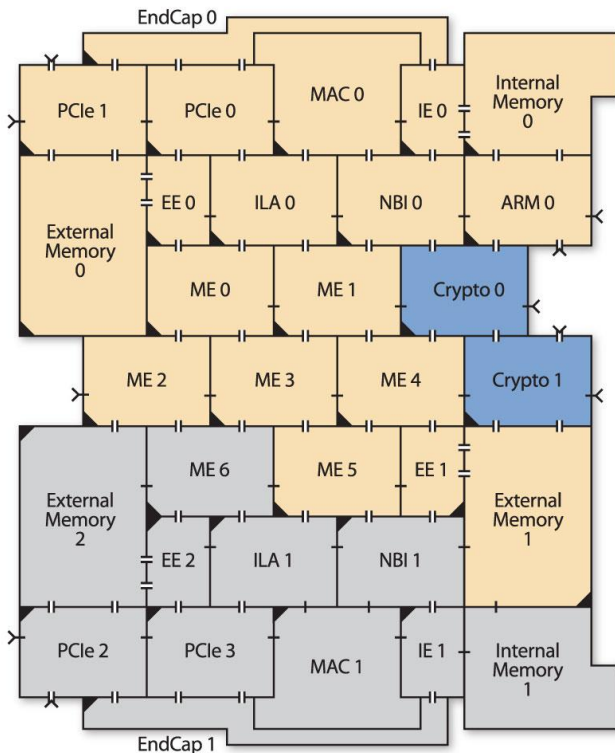 EndCap 0
PCIe 1
PCIe 0
MAC 0
IE 0
Internal
Memory
0
External
Memory
0
EE 0
ILA 0
NBI 0
ARM 0
ME 0
ME 1
Crypto 0
ME 2
ME 3
ME 4
Crypto 1
External
Memory
2
ME 6
ME 5
EE 1
External
Memory
1
EE 2
ILA 1
NBI 1
PCIe 2
PCIe 3
MAC 1
IE 1
Internal
Memory
1
EndCap 1